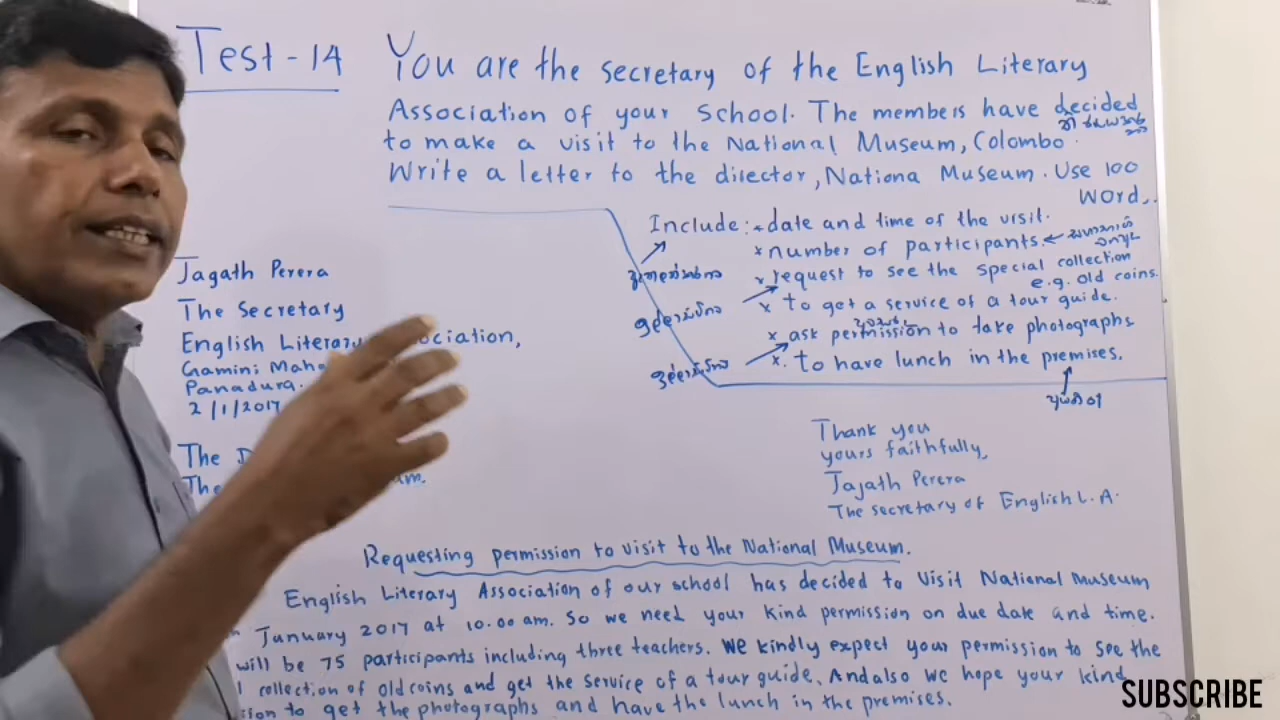 Test - 14
You are the secretary of the English Literary
Association of your School. The members have decided
to make a visit to the National Museum, Colombo
Write a letter to the director, Nationa Museum. Use 100
word..
Include: * date and time of the visit.
* number of participants.
* request to see the special collection
e.g. old coins.
* to get a service of a tour guide.
* ask permission to take photographs
*. to have lunch in the premises.
Jagath Perera
The Secretary
English Literary
Association,
Gamini
Panadura.
2/1/2017
The
The
Thank you
yours faithfully,
Jajath Perera
The secretary of English L. A.
Requesting permission to visit to the National Museum.
English Literary Association of our school has decided to visit National Museum
January 2017 at 10.00 am. So we need your kind permission on due date and time.
will be 75 participants including three teachers. We kindly expect your permission to see the
collection of old coins and get the service of a tour guide. And also we hope your kind
to get the photographs and have the lunch in the premises.
SUBSCRIBE